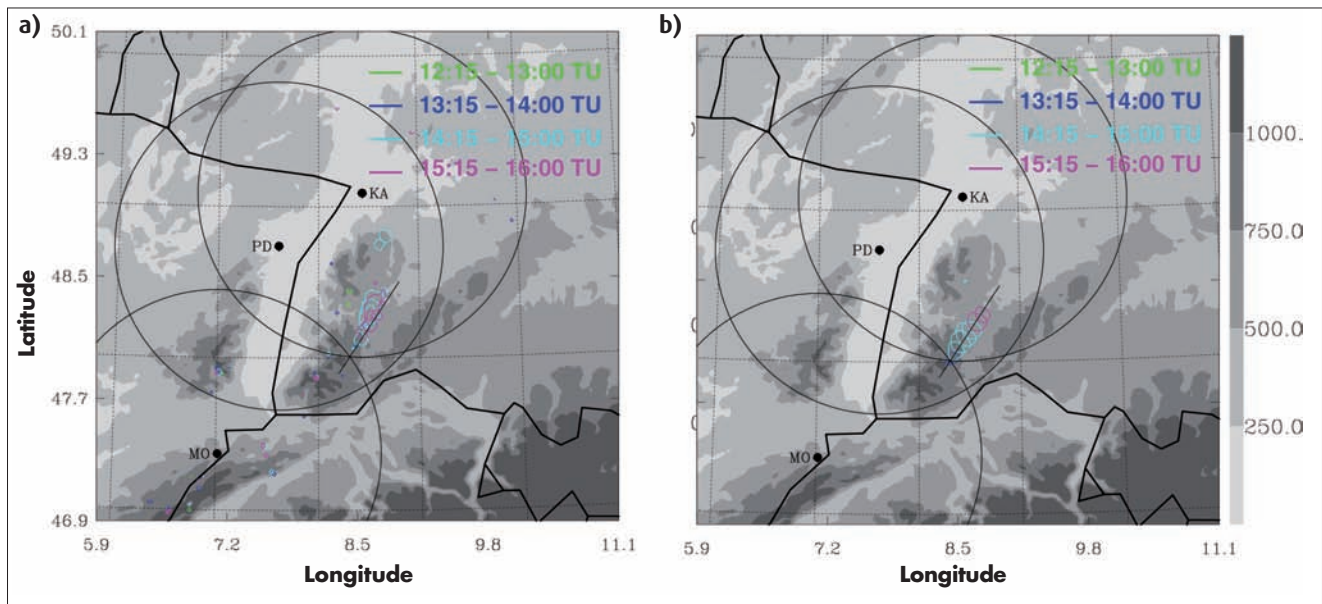 a)
50.1
49.3
48.5
47.7
46.9
Latitude
12:15 – 13:00 TU
13:15 – 14:00 TU
14:15 – 15:00 TU
15:15 – 16:00 TU
KA
PD
MO
5.9 7.2 8.5 9.8 11.1
Longitude
b)
12:15 – 13:00 TU
13:15 – 14:00 TU
14:15 – 15:00 TU
15:15 – 16:00 TU
KA
PD
MO
5.9 7.2 8.5 9.8 11.1
Longitude
1000.
750.0
500.0
250.0